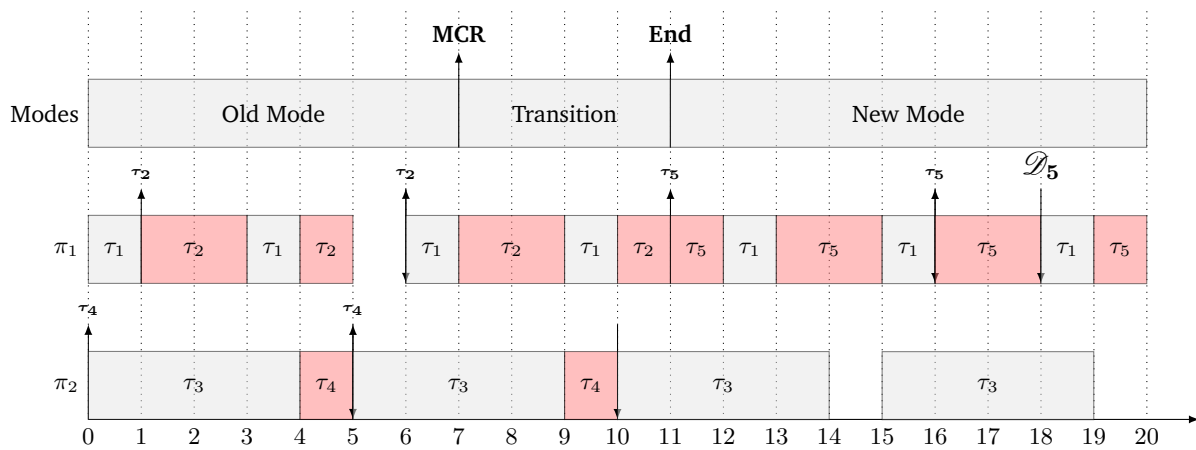 MCR End
Modes Old Mode Transition New Mode
τ2 τ2 τ5 τ5 𝒟5
π1 τ1 τ2 τ1 τ2 τ1 τ2 τ1 τ2 τ5 τ1 τ5 τ1 τ5 τ1 τ5
τ4 τ4
π2 τ3 τ4 τ3 τ4 τ3 τ3
0 1 2 3 4 5 6 7 8 9 10 11 12 13 14 15 16 17 18 19 20